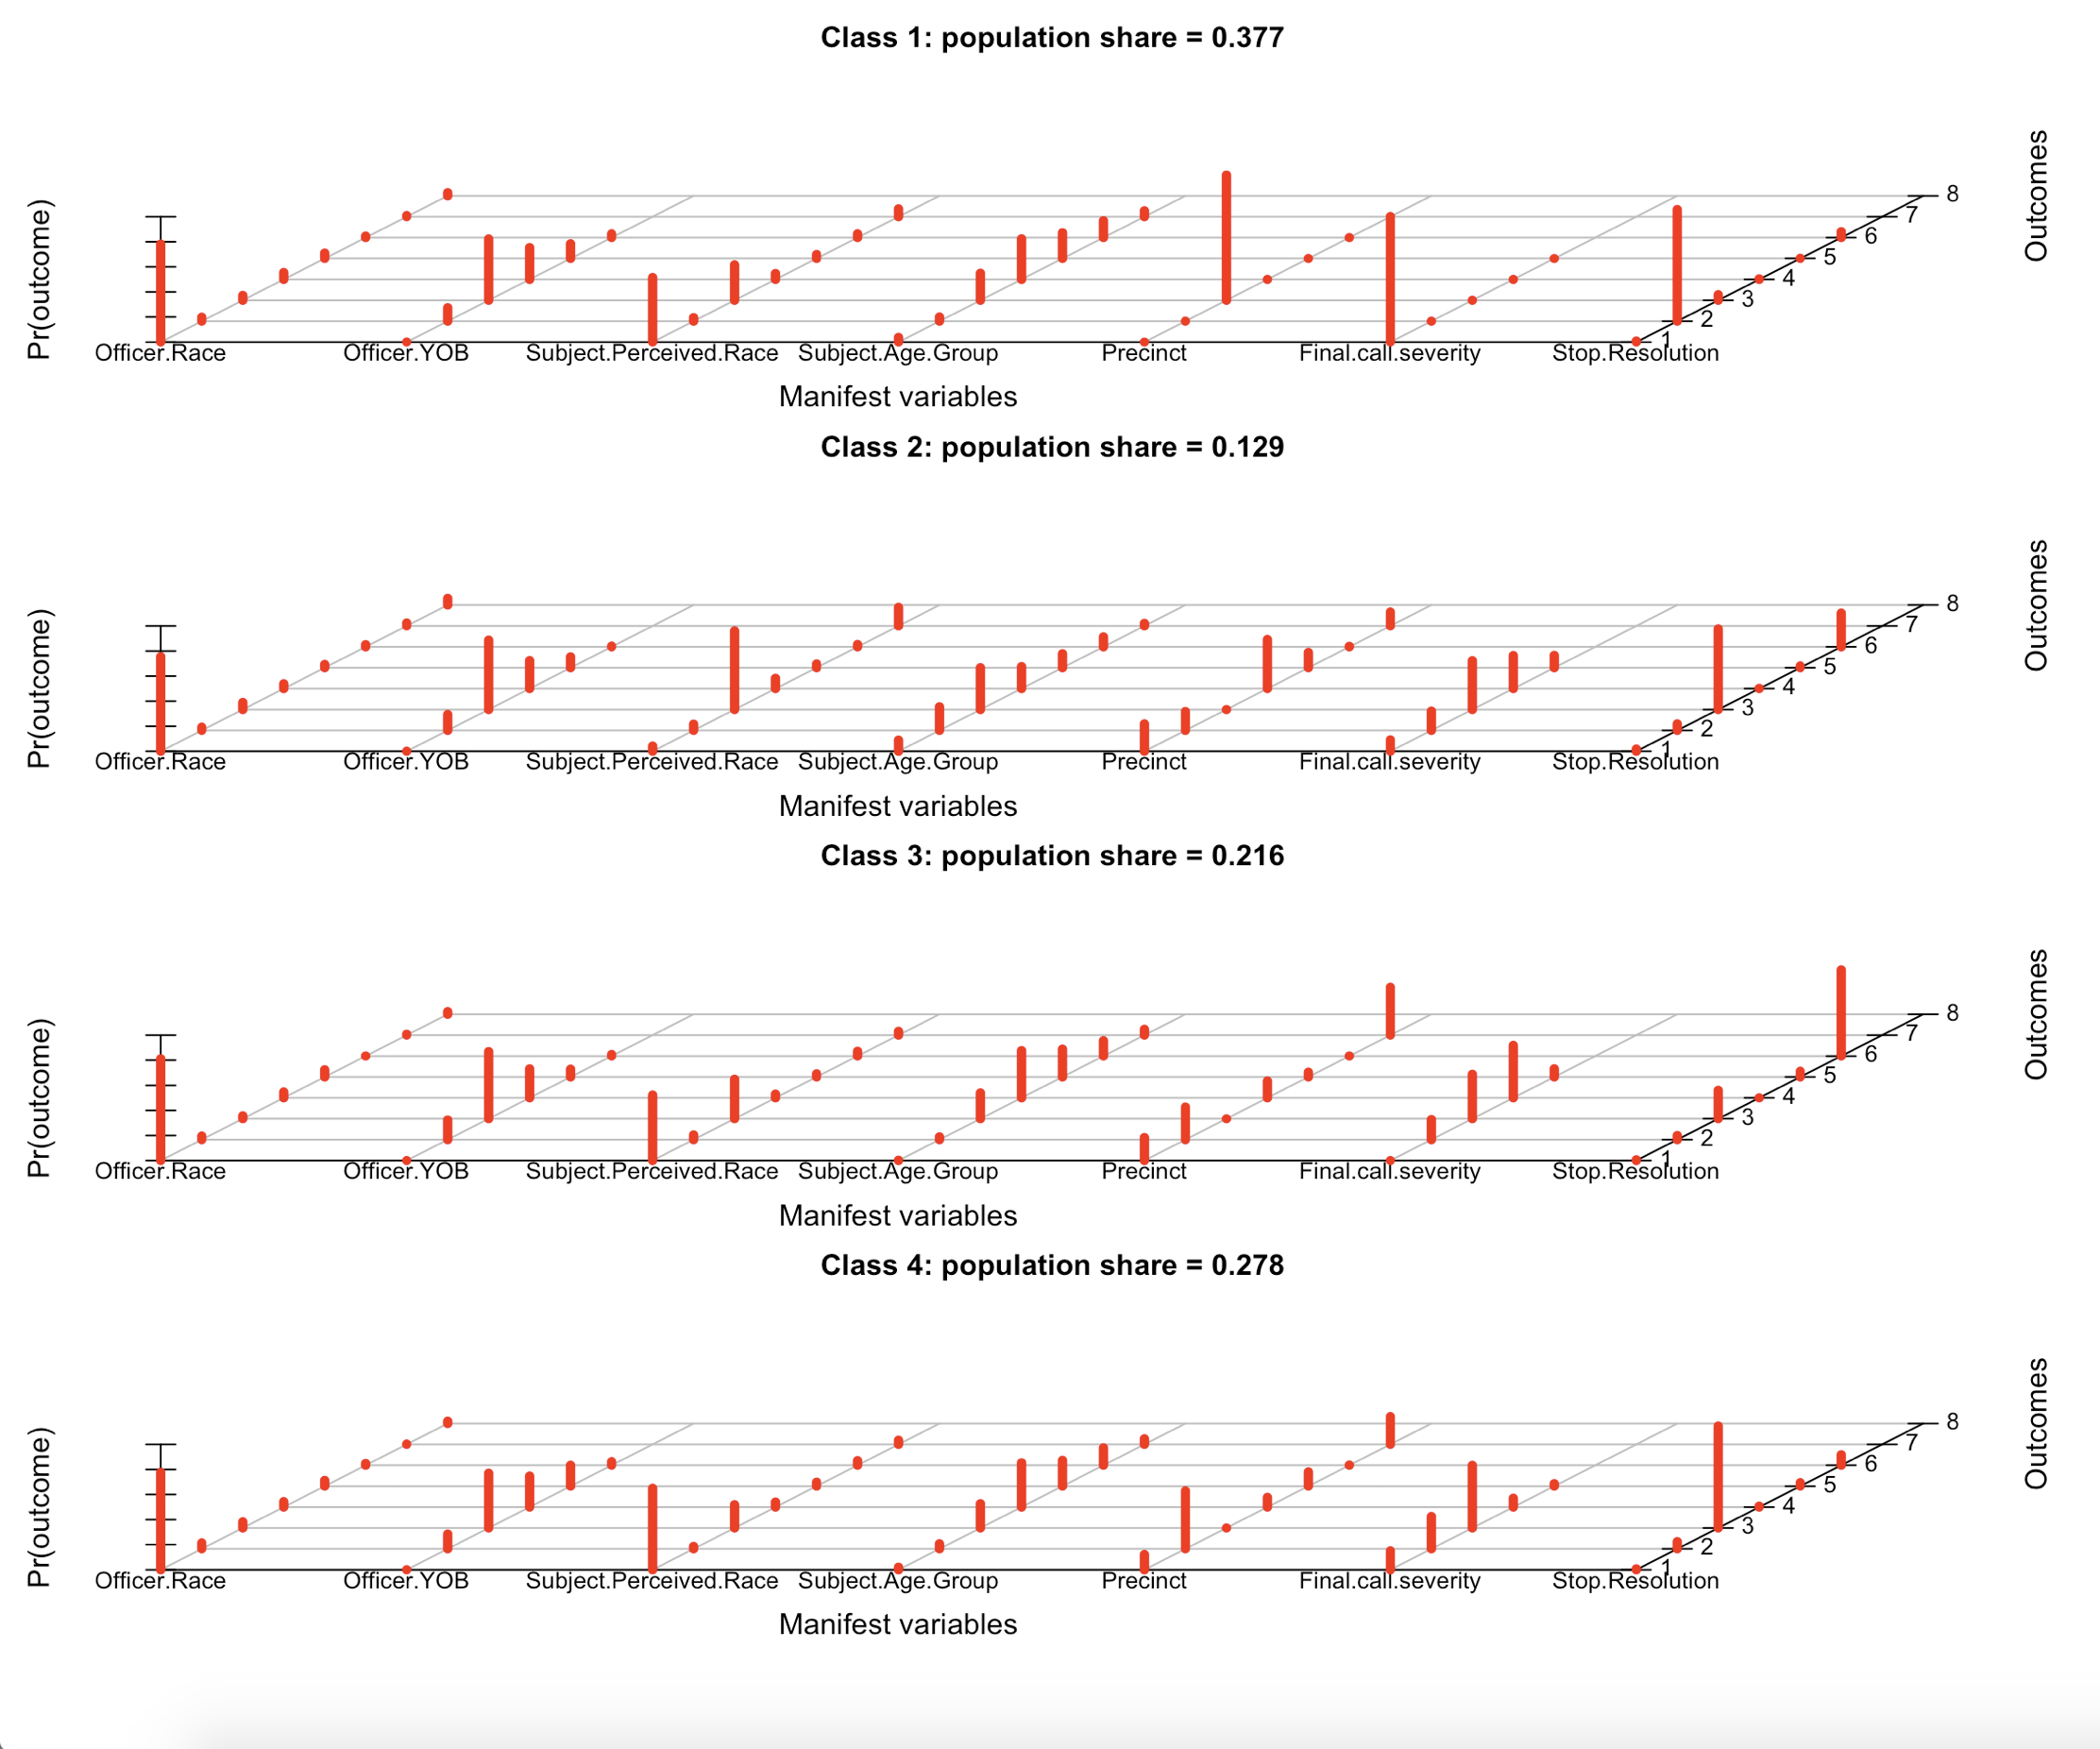 Class 1: population share = 0.377
Pr(outcome)
Outcomes
8
7
6
5
4
3
2
1
Officer.Race Officer.YOB Subject.Perceived.Race Subject.Age.Group Precinct Final.call.severity Stop.Resolution
Manifest variables
Class 2: population share = 0.129
Pr(outcome)
Outcomes
8
7
6
5
4
3
2
1
Officer.Race Officer.YOB Subject.Perceived.Race Subject.Age.Group Precinct Final.call.severity Stop.Resolution
Manifest variables
Class 3: population share = 0.216
Pr(outcome)
Outcomes
8
7
6
5
4
3
2
1
Officer.Race Officer.YOB Subject.Perceived.Race Subject.Age.Group Precinct Final.call.severity Stop.Resolution
Manifest variables
Class 4: population share = 0.278
Pr(outcome)
Outcomes
8
7
6
5
4
3
2
1
Officer.Race Officer.YOB Subject.Perceived.Race Subject.Age.Group Precinct Final.call.severity Stop.Resolution
Manifest variables